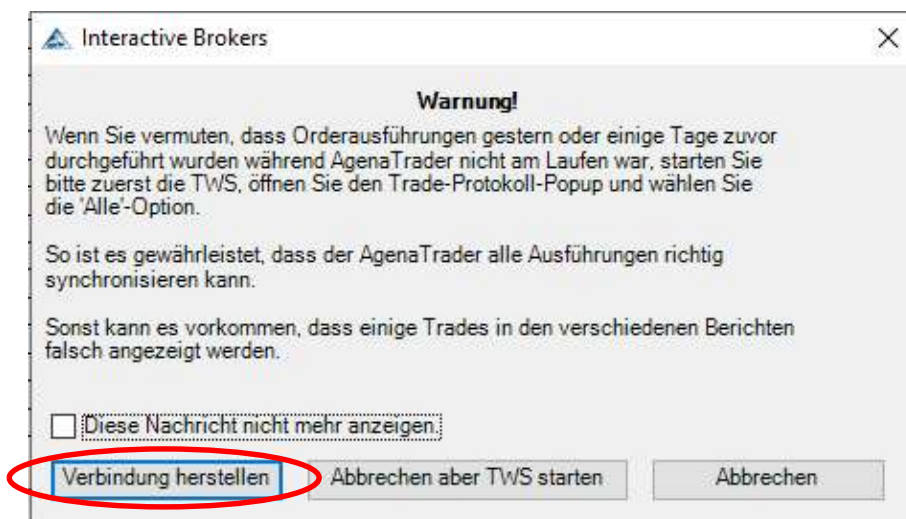 Interactive Brokers
Warnung!
Wenn Sie vermuten, dass Orderausführungen gestern oder einige Tage zuvor
durchgeführt wurden während AgenaTrader nicht am Laufen war, starten Sie
bitte zuerst die TWS, öffnen Sie den Trade-Protokoll-Popup und wählen Sie
die 'Alle'-Option.
So ist es gewährleistet, dass der AgenaTrader alle Ausführungen richtig
synchronisieren kann.
Sonst kann es vorkommen, dass einige Trades in den verschiedenen Berichten
falsch angezeigt werden.
Diese Nachricht nicht mehr anzeigen.
Verbindung herstellen Abbrechen aber TWS starten Abbrechen